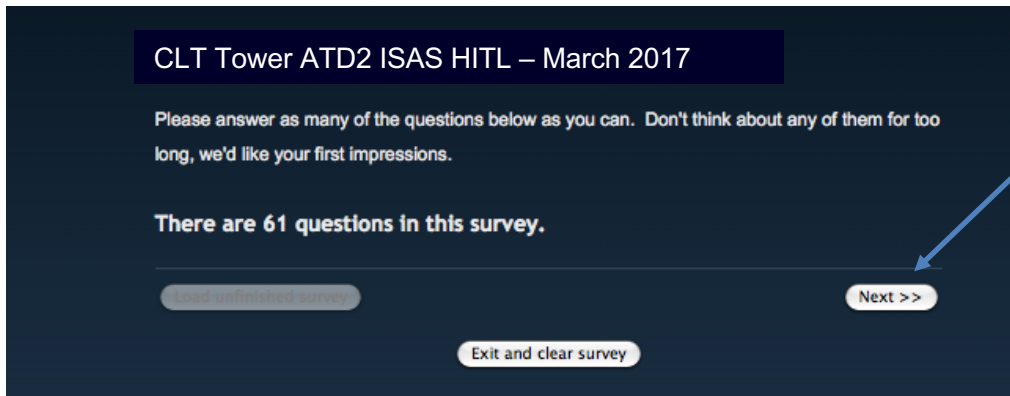 CLT Tower ATD2 ISAS HITL – March 2017
Please answer as many of the questions below as you can. Don't think about any of them for too
long, we'd like your first impressions.
There are 61 questions in this survey.
Load unfinished survey
Next >>
Exit and clear survey